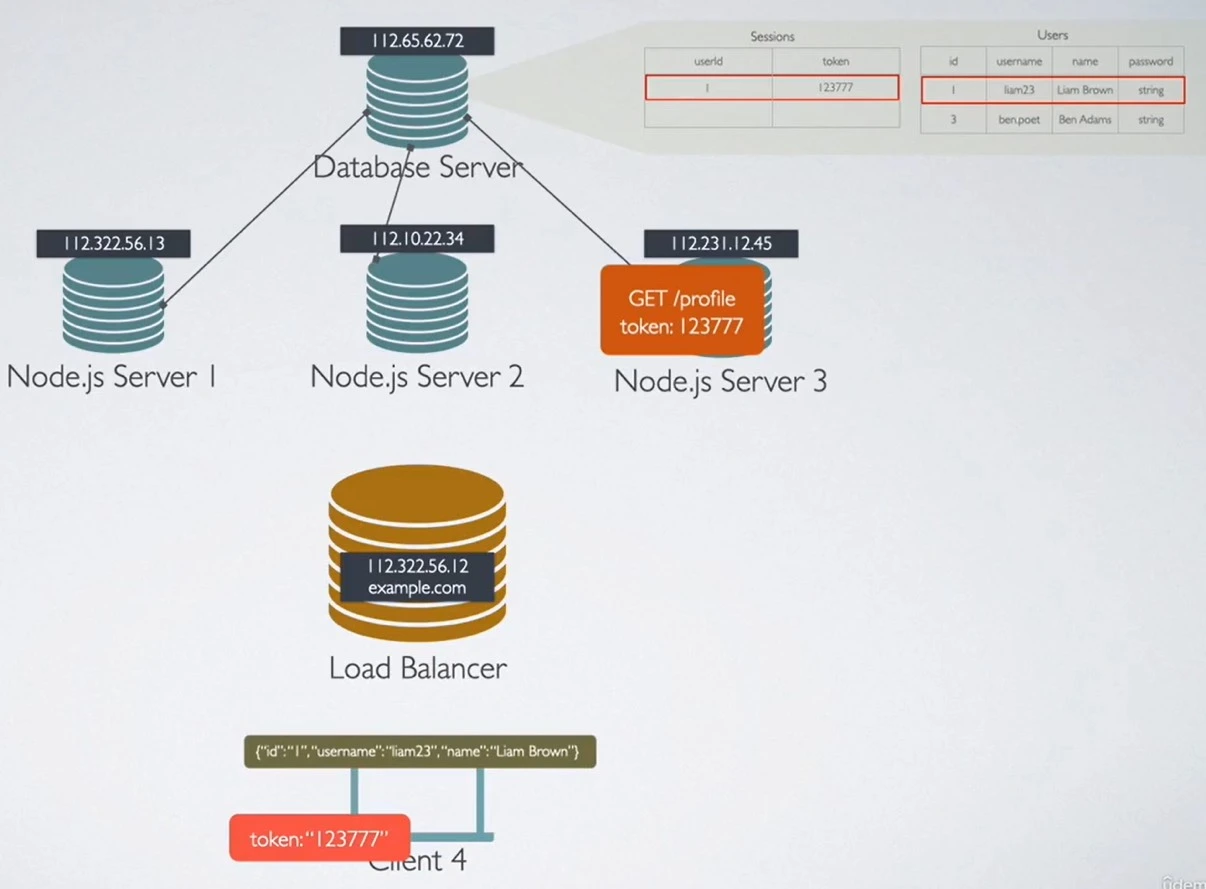 112.65.62.72
Database Server
Sessions
userId token
1 123777
Users
id username name password
1 liam23 Liam Brown string
3 ben.poet Ben Adams string
112.322.56.13
Node.js Server 1
112.10.22.34
Node.js Server 2
112.231.12.45
GET /profile
token: 123777
Node.js Server 3
112.322.56.12
example.com
Load Balancer
{"id":"1","username":"liam23","name":"Liam Brown"}
token:"123777"
Client 4